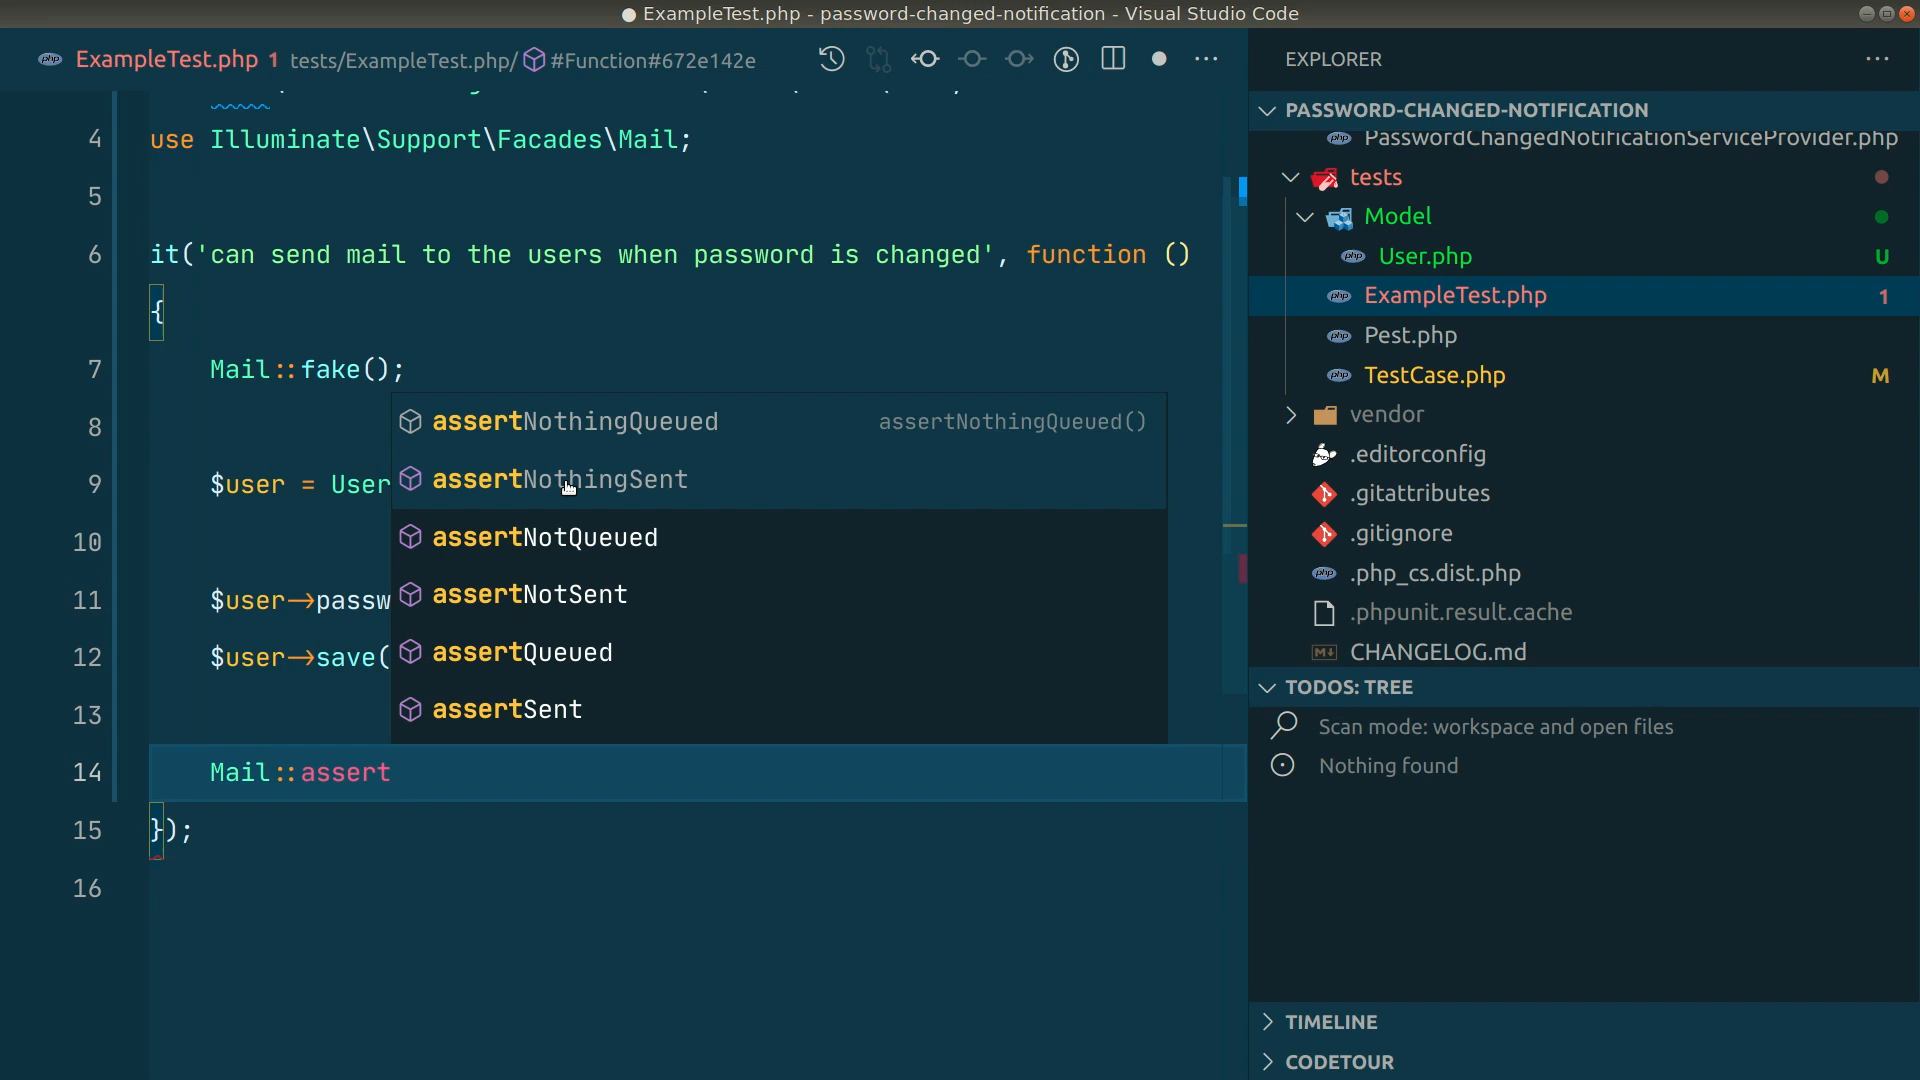 ExampleTest.php - password-changed-notification - Visual Studio Code
ExampleTest.php 1 tests/ExampleTest.php/ #Function#672e142e
4 use Illuminate\Support\Facades\Mail;
5
6 it('can send mail to the users when password is changed', function ()
{
7 Mail::fake();
8
9 $user = User
10
11 $user->passw
12 $user->save(
13
assertNothingQueued assertNothingQueued()
assertNothingSent
assertNotQueued
assertNotSent
assertQueued
assertSent
14 Mail::assert
15 });
16
EXPLORER
PASSWORD-CHANGED-NOTIFICATION
PasswordChangedNotificationServiceProvider.php
tests
Model
User.php U
ExampleTest.php 1
Pest.php
TestCase.php M
vendor
.editorconfig
.gitattributes
.gitignore
.php_cs.dist.php
.phpunit.result.cache
CHANGELOG.md
TODOS: TREE
Scan mode: workspace and open files
Nothing found
TIMELINE
CODETOUR